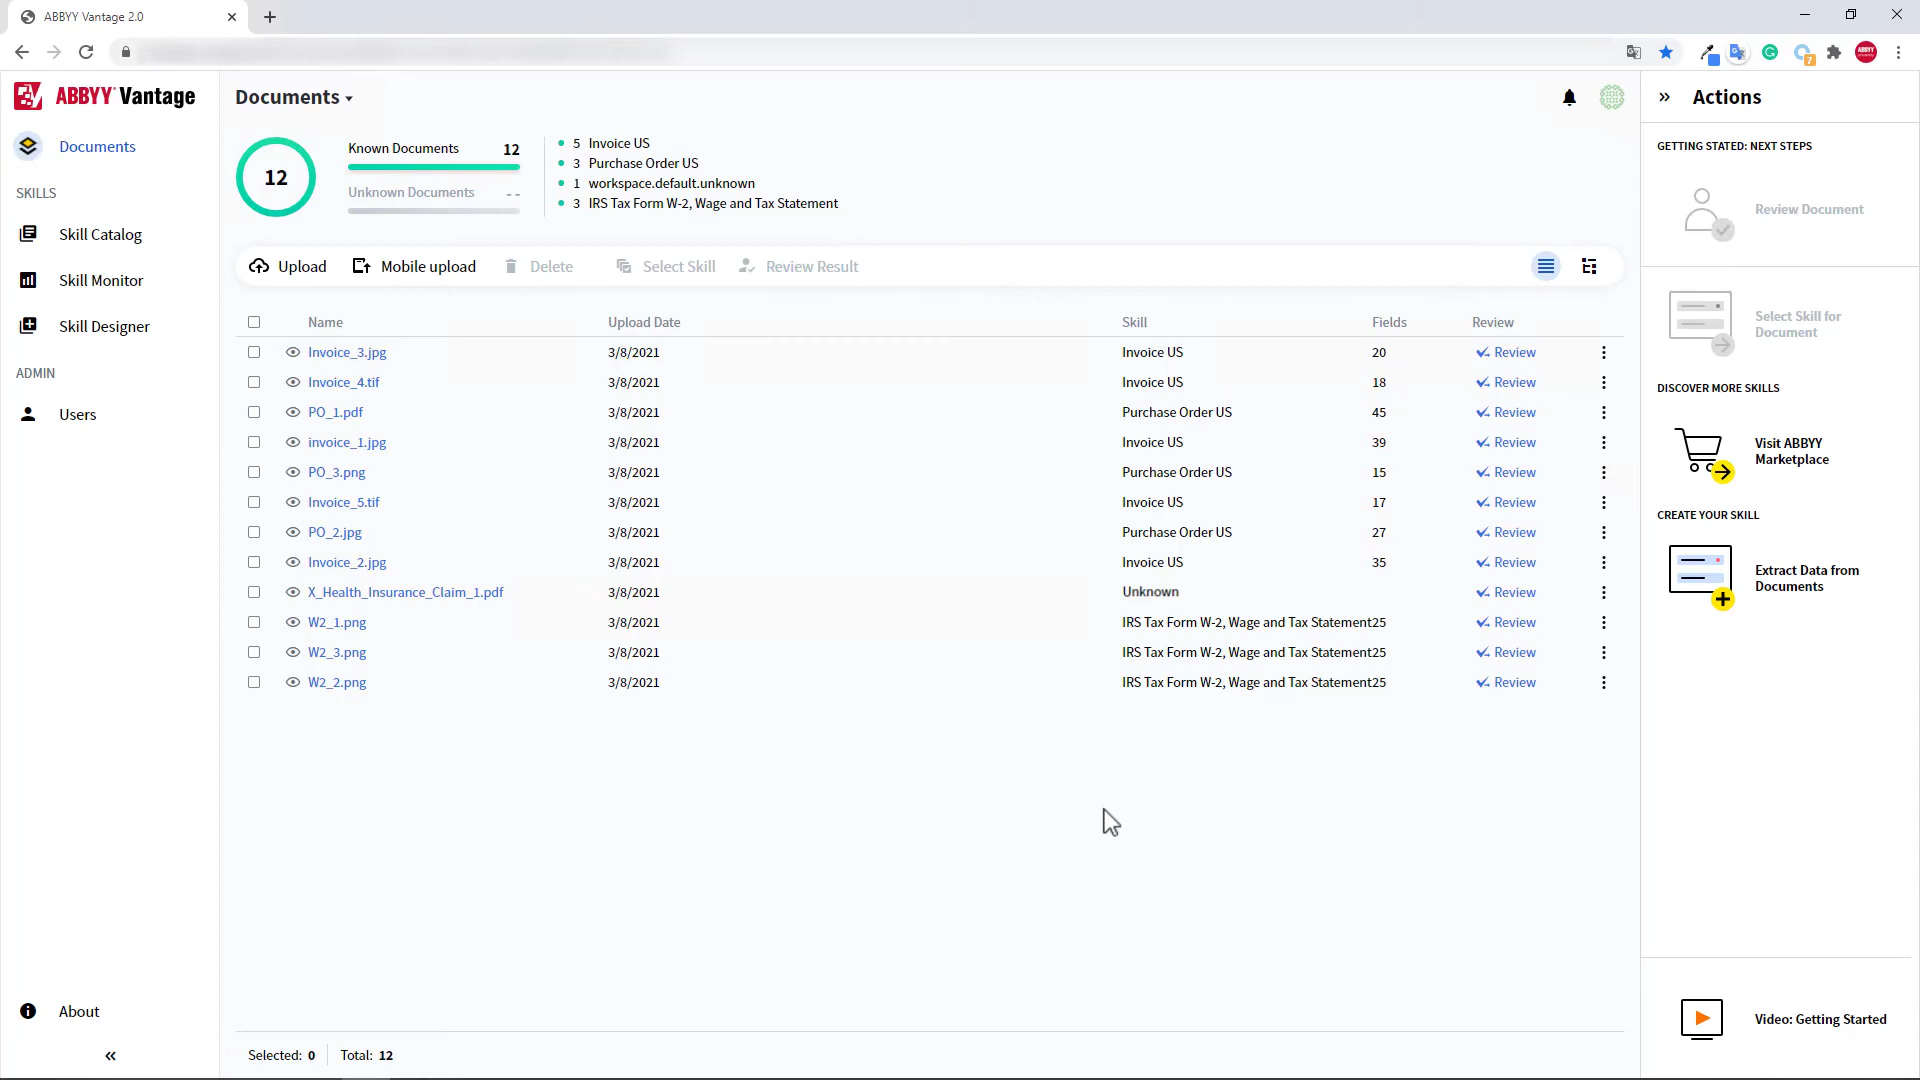 ABBYY Vantage 2.0
ABBYY Vantage
Documents
SKILLS
Skill Catalog
Skill Monitor
Skill Designer
ADMIN
Users
About
Documents
12
Known Documents 12
Unknown Documents --
5 Invoice US
3 Purchase Order US
1 workspace.default.unknown
3 IRS Tax Form W-2, Wage and Tax Statement
Upload Mobile upload Delete Select Skill Review Result
Name Upload Date Skill Fields Review
Invoice_3.jpg 3/8/2021 Invoice US 20 Review
Invoice_4.tif 3/8/2021 Invoice US 18 Review
PO_1.pdf 3/8/2021 Purchase Order US 45 Review
invoice_1.jpg 3/8/2021 Invoice US 39 Review
PO_3.png 3/8/2021 Purchase Order US 15 Review
Invoice_5.tif 3/8/2021 Invoice US 17 Review
PO_2.jpg 3/8/2021 Purchase Order US 27 Review
Invoice_2.jpg 3/8/2021 Invoice US 35 Review
X_Health_Insurance_Claim_1.pdf 3/8/2021 Unknown Review
W2_1.png 3/8/2021 IRS Tax Form W-2, Wage and Tax Statement25 Review
W2_3.png 3/8/2021 IRS Tax Form W-2, Wage and Tax Statement25 Review
W2_2.png 3/8/2021 IRS Tax Form W-2, Wage and Tax Statement25 Review
Selected: 0 Total: 12
Actions
GETTING STATED: NEXT STEPS
Review Document
Select Skill for
Document
DISCOVER MORE SKILLS
Visit ABBYY
Marketplace
CREATE YOUR SKILL
Extract Data from
Documents
Video: Getting Started